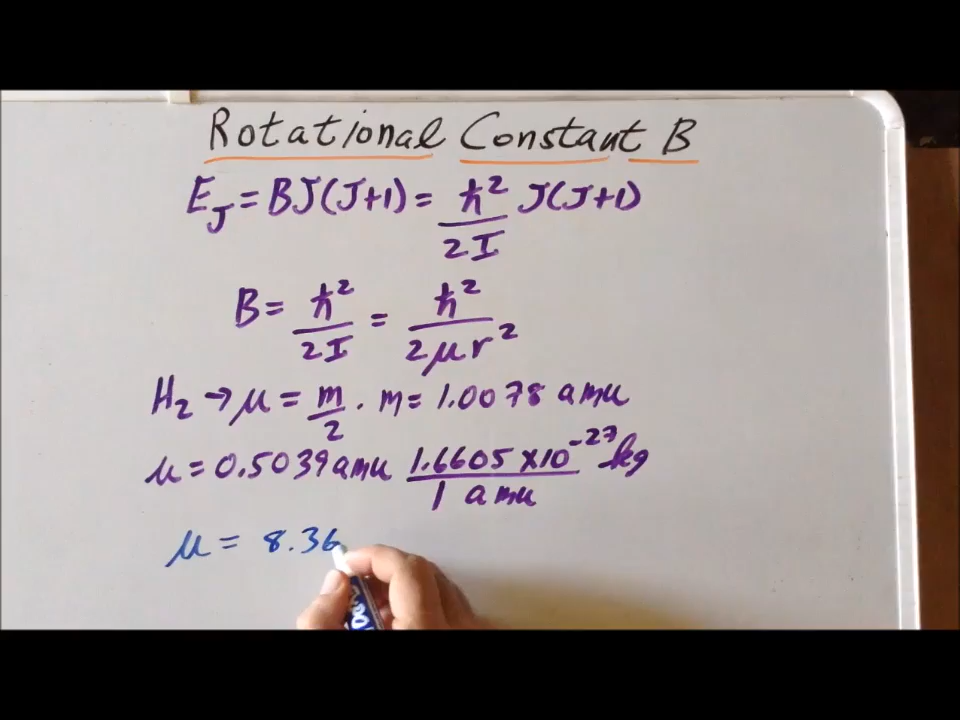 Rotational Constant B
E_J = BJ(J+1) = ħ²/2I J(J+1)
B = ħ²/2I = ħ²/2μr²
H₂ → μ = m/2 . m = 1.0078 amu
μ = 0.5039 amu 1.6605 x10⁻²⁷ kg/1 amu
μ = 8.36